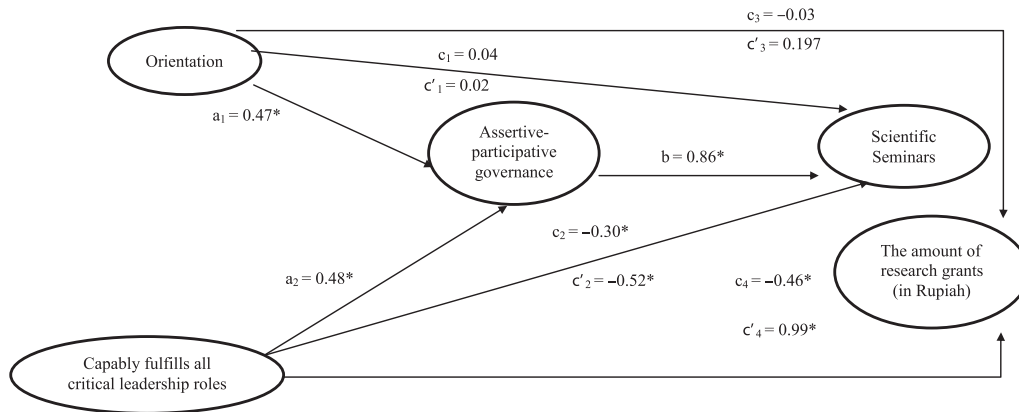 c₃ = −0.03
c′₃ = 0.197
Orientation
c₁ = 0.04
c′₁ = 0.02
a₁ = 0.47*
Assertive-
participative
governance
b = 0.86*
Scientific
Seminars
c₂ = −0.30*
c′₂ = −0.52*
a₂ = 0.48*
The amount of
research grants
(in Rupiah)
c₄ = −0.46*
c′₄ = 0.99*
Capably fulfills all
critical leadership roles